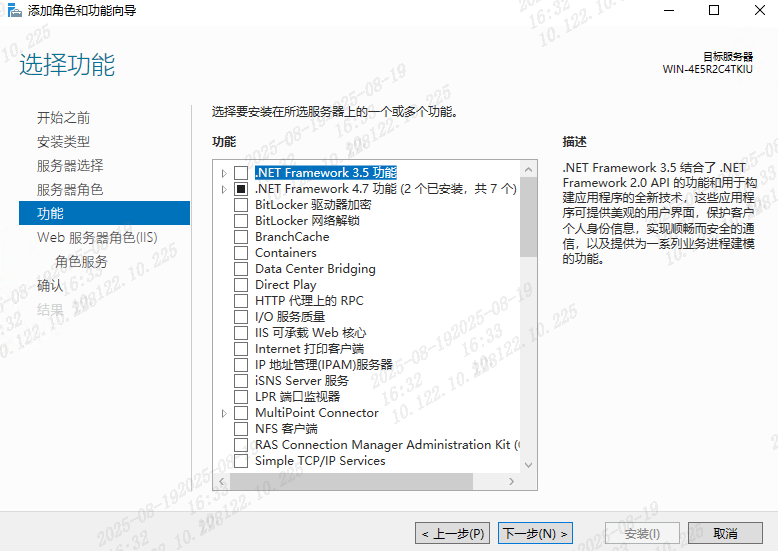 添加角色和功能向导
选择功能
目标服务器
WIN-4E5R2C4TKIU
开始之前
安装类型
服务器选择
服务器角色
功能
Web 服务器角色(IIS)
角色服务
确认
结果
选择要安装在所选服务器上的一个或多个功能。
功能
.NET Framework 3.5 功能
.NET Framework 4.7 功能 (2 个已安装，共 7 个)
BitLocker 驱动器加密
BitLocker 网络解锁
BranchCache
Containers
Data Center Bridging
Direct Play
HTTP 代理上的 RPC
I/O 服务质量
IIS 可承载 Web 核心
Internet 打印客户端
IP 地址管理(IPAM)服务器
iSNS Server 服务
LPR 端口监视器
MultiPoint Connector
NFS 客户端
RAS Connection Manager Administration Kit (
Simple TCP/IP Services
描述
.NET Framework 3.5 结合了 .NET
Framework 2.0 API 的功能和用于构
建应用程序的全新技术，这些应用程
序可提供美观的用户界面，保护客户
个人身份信息，实现顺畅而安全的通
信，以及提供为一系列业务进程建模
的功能。
< 上一步(P)
下一步(N) >
安装(I)
取消
2025-08-19
16:32
16:33
10.122.10.225